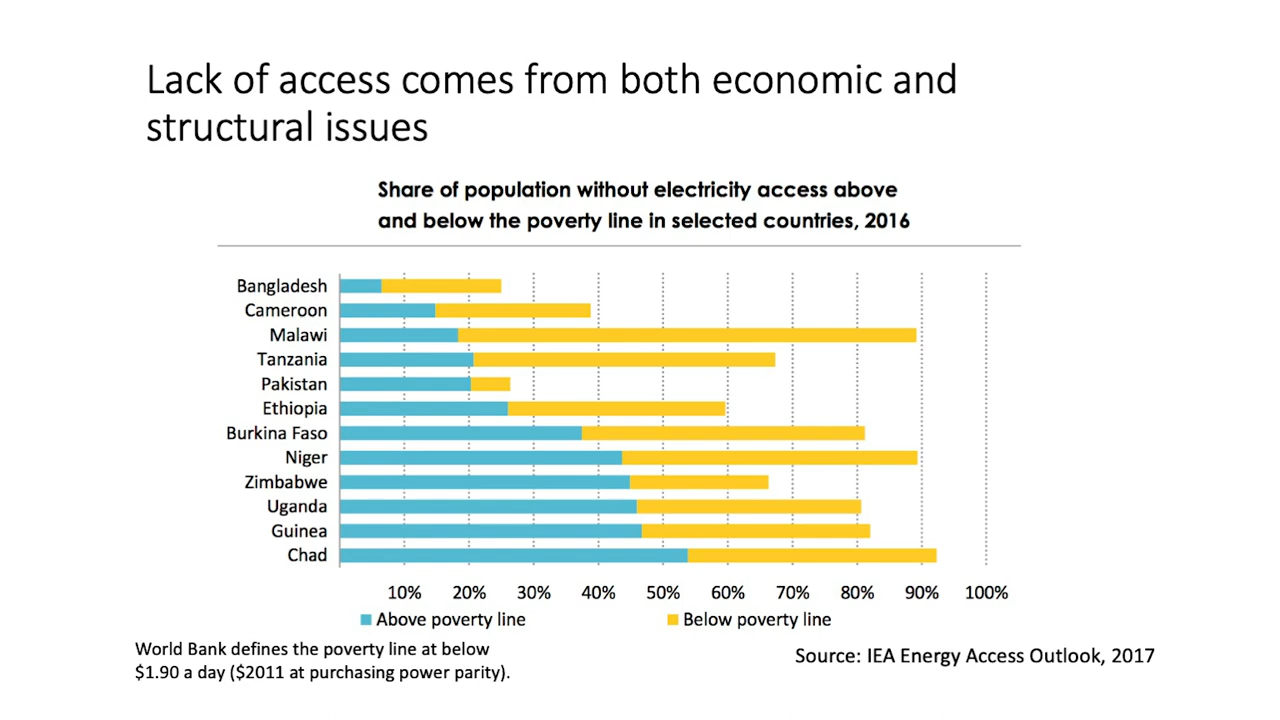 Lack of access comes from both economic and
structural issues
Share of population without electricity access above
and below the poverty line in selected countries, 2016
Bangladesh
Cameroon
Malawi
Tanzania
Pakistan
Ethiopia
Burkina Faso
Niger
Zimbabwe
Uganda
Guinea
Chad
10% 20% 30% 40% 50% 60% 70% 80% 90% 100%
Above poverty line Below poverty line
World Bank defines the poverty line at below
$1.90 a day ($2011 at purchasing power parity).
Source: IEA Energy Access Outlook, 2017